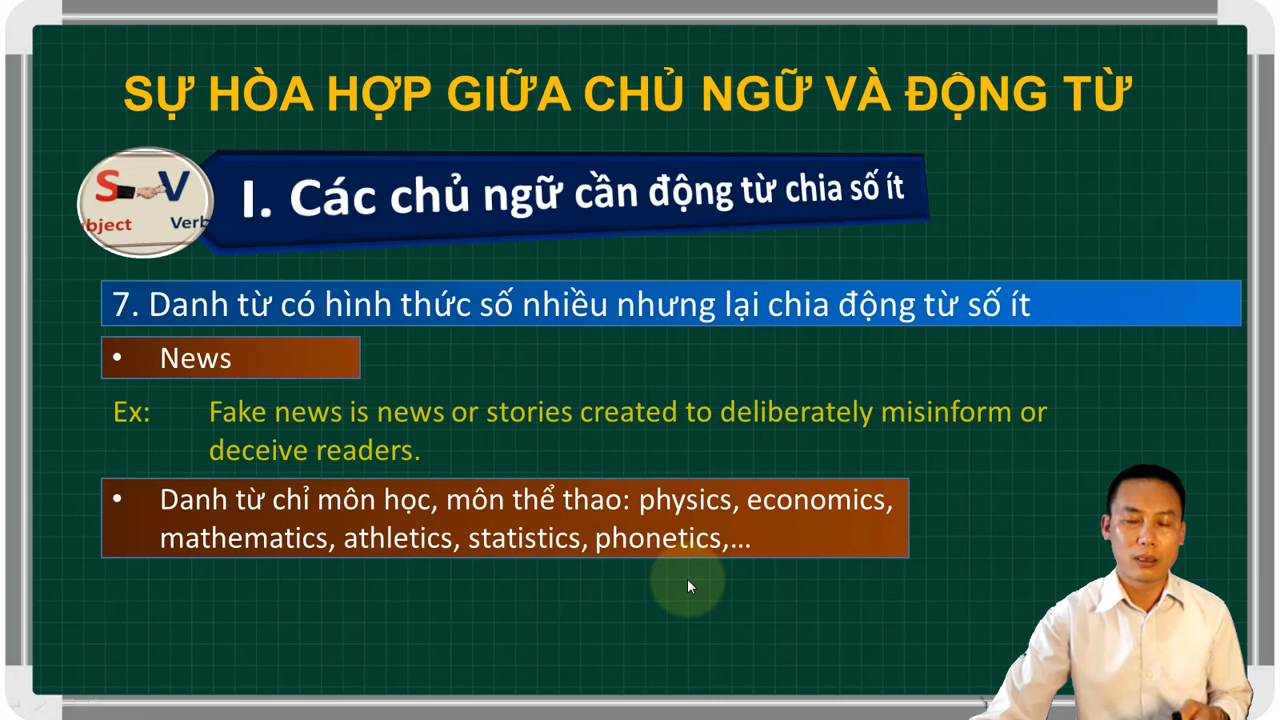 SỰ HÒA HỢP GIỮA CHỦ NGỮ VÀ ĐỘNG TỪ
S V
bject Verb
I. Các chủ ngữ cần động từ chia số ít
7. Danh từ có hình thức số nhiều nhưng lại chia động từ số ít
• News
Ex: Fake news is news or stories created to deliberately misinform or
deceive readers.
• Danh từ chỉ môn học, môn thể thao: physics, economics,
mathematics, athletics, statistics, phonetics,...